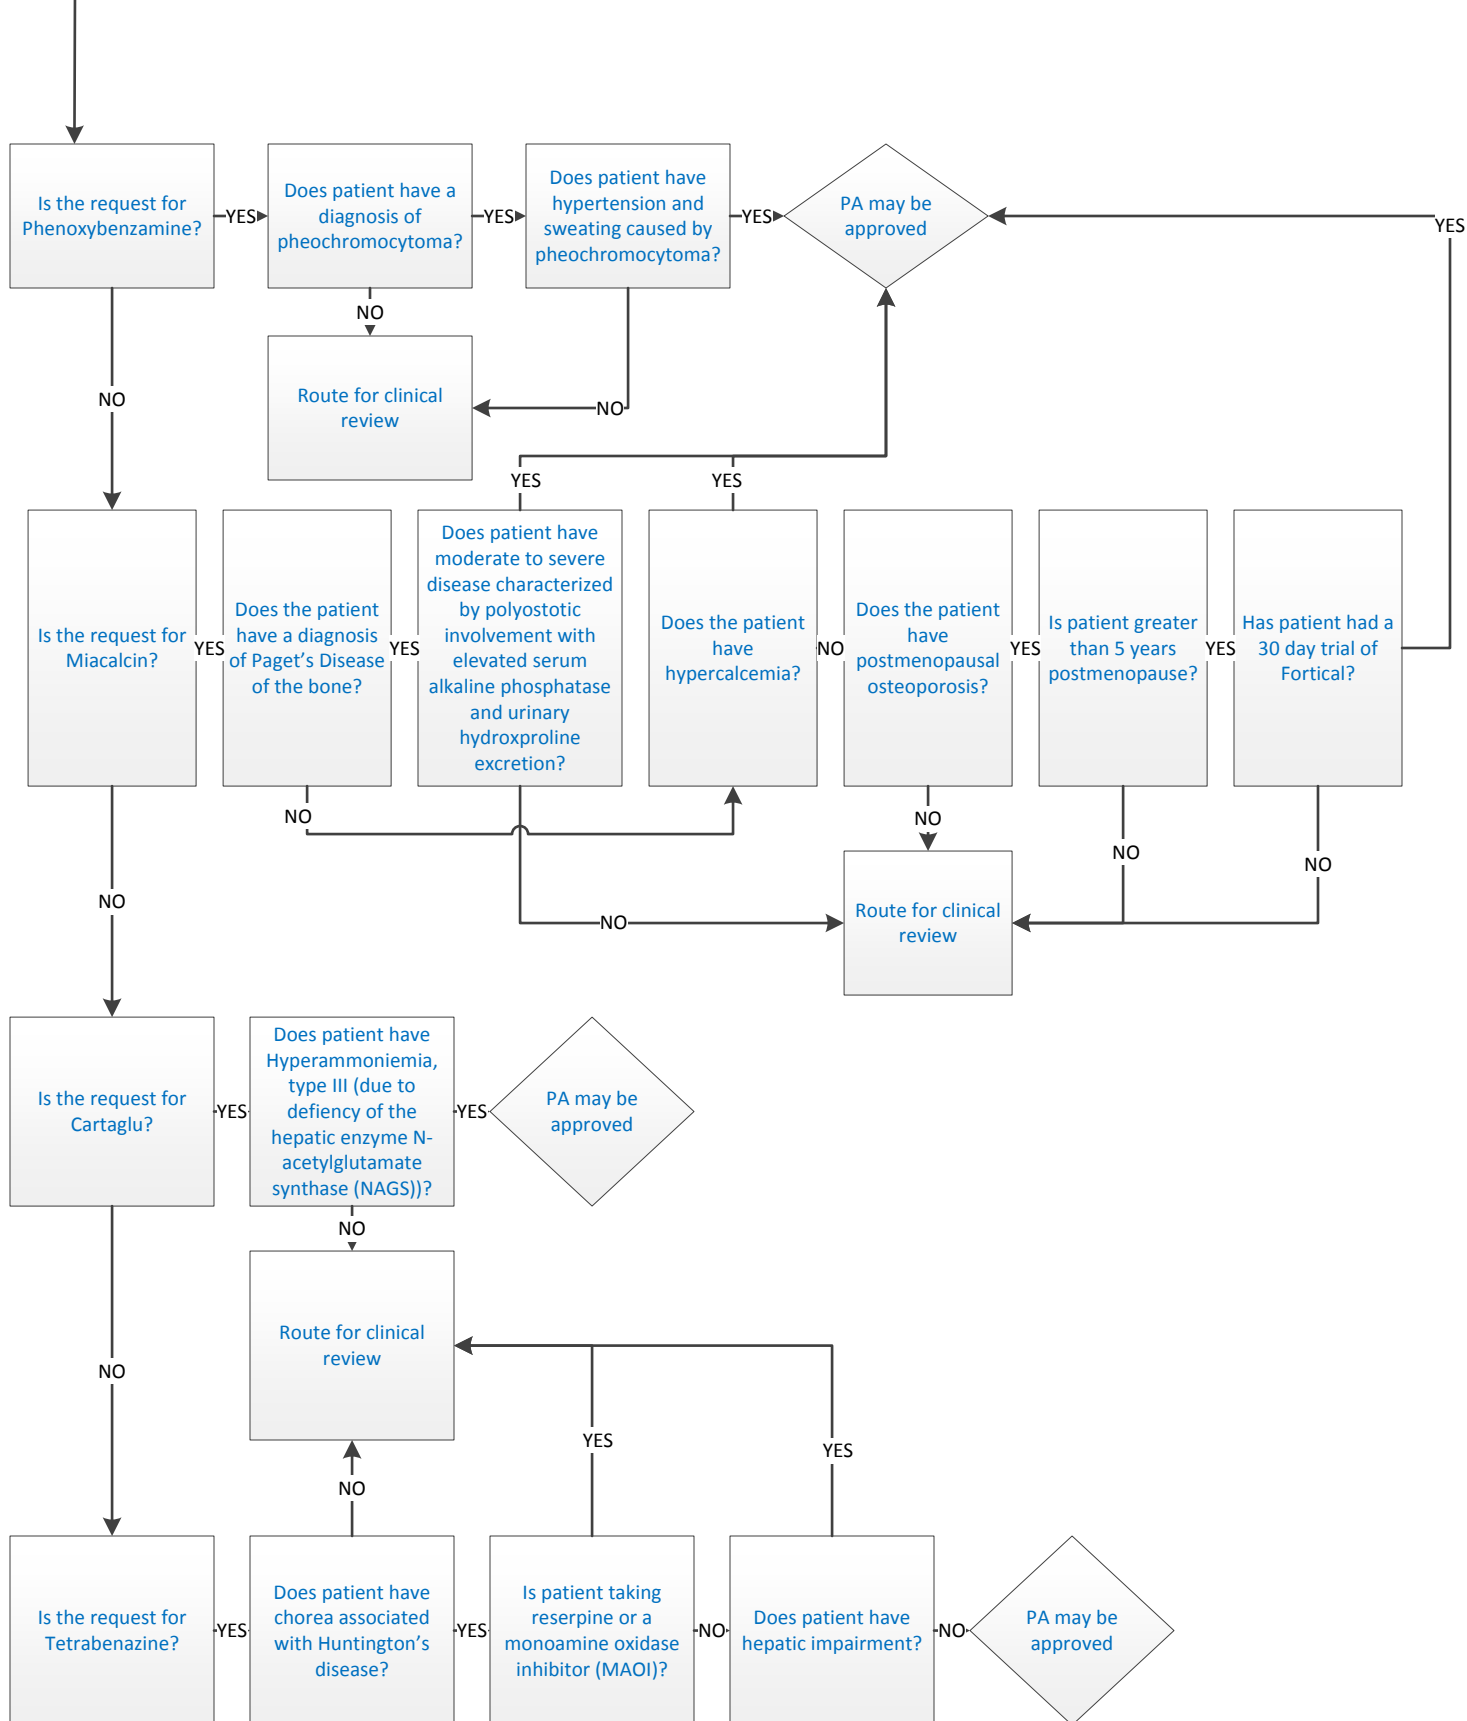 Is the request for
Phenoxybenzamine?
YES
Does patient have a
diagnosis of
pheochromocytoma?
YES
Does patient have
hypertension and
sweating caused by
pheochromocytoma?
YES
PA may be
approved
YES
NO
NO
Route for clinical
review
NO
YES
YES
Is the request for
Miacalcin?
YES
Does the patient
have a diagnosis
of Paget's Disease
of the bone?
YES
Does patient have
moderate to severe
disease characterized
by polyostotic
involvement with
elevated serum
alkaline phosphatase
and urinary
hydroxproline
excretion?
Does the patient
have
hypercalcemia?
NO
Does the patient
have
postmenopausal
osteoporosis?
YES
Is patient greater
than 5 years
postmenopause?
YES
Has patient had a
30 day trial of
Fortical?
NO
NO
NO
NO
NO
NO
Route for clinical
review
Is the request for
Cartaglu?
YES
Does patient have
Hyperammoniemia,
type III (due to
defiency of the
hepatic enzyme N-
acetylglutamate
synthase (NAGS))?
YES
PA may be
approved
NO
Route for clinical
review
NO
YES
YES
NO
Is the request for
Tetrabenazine?
YES
Does patient have
chorea associated
with Huntington's
disease?
YES
Is patient taking
reserpine or a
monoamine oxidase
inhibitor (MAOI)?
NO
Does patient have
hepatic impairment?
NO
PA may be
approved